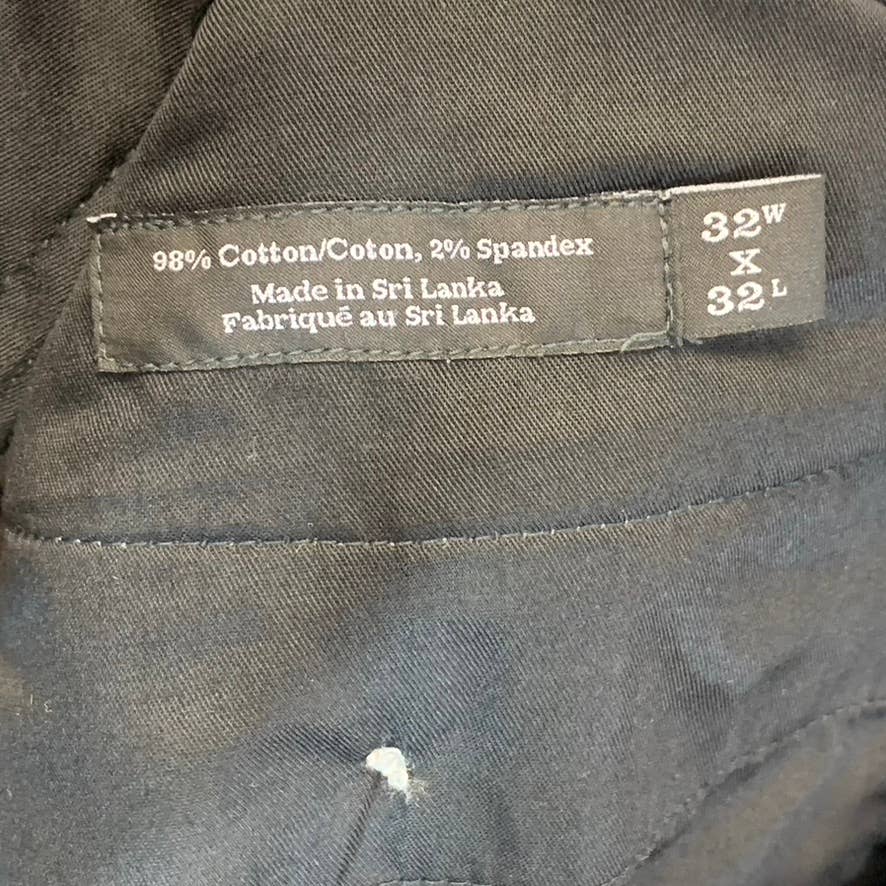 98% Cotton/Coton, 2% Spandex
Made in Sri Lanka
Fabriqué au Sri Lanka
32W
X
32L